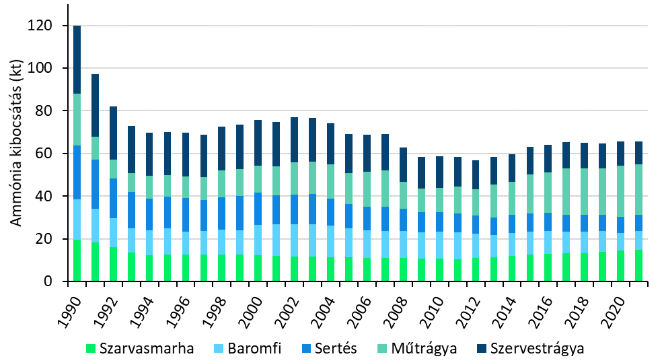 Ammónia kibocsátás (kt)
120
100
80
60
40
20
0
1990 1992 1994 1996 1998 2000 2002 2004 2006 2008 2010 2012 2014 2016 2018 2020
Szarvasmarha Baromfi Sertés Műtrágya Szervestrágya